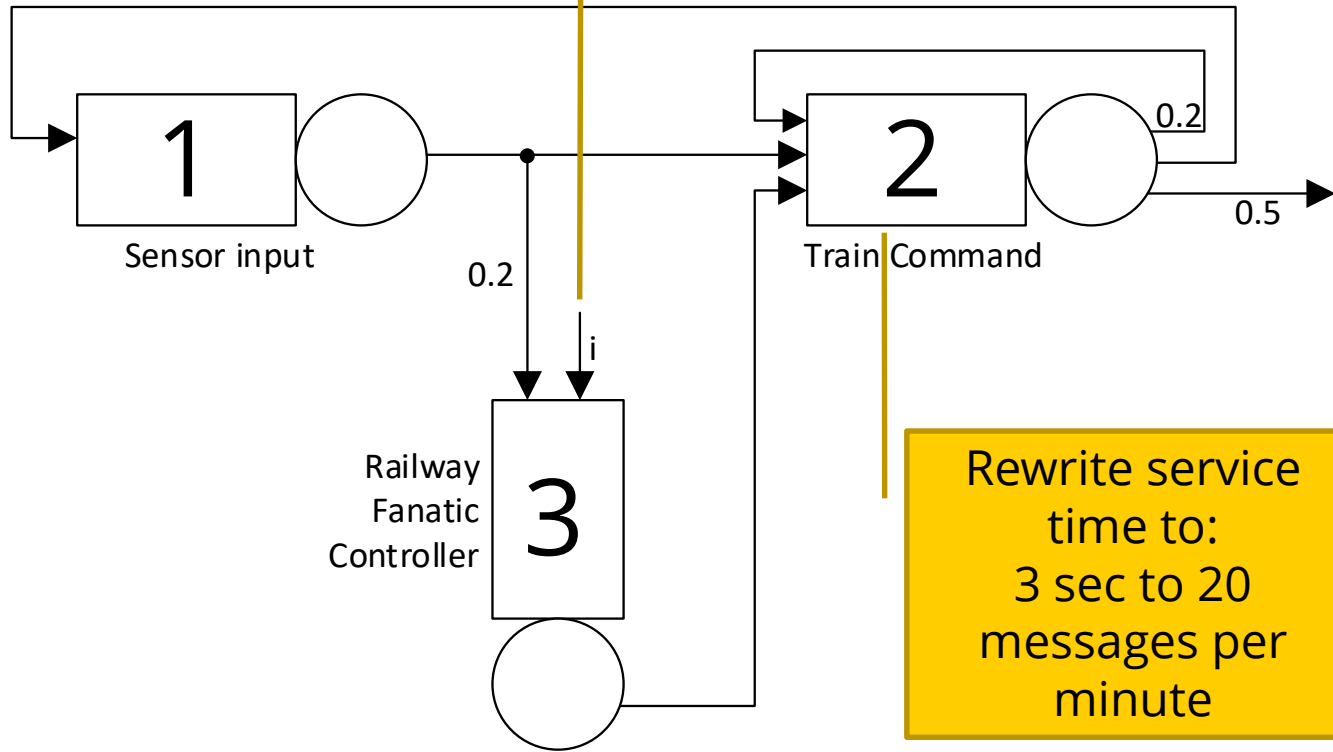 1
2
0.2
0.5
Sensor input
Train Command
0.2
i
Railway
Fanatic
Controller
3
Rewrite service
time to:
3 sec to 20
messages per
minute